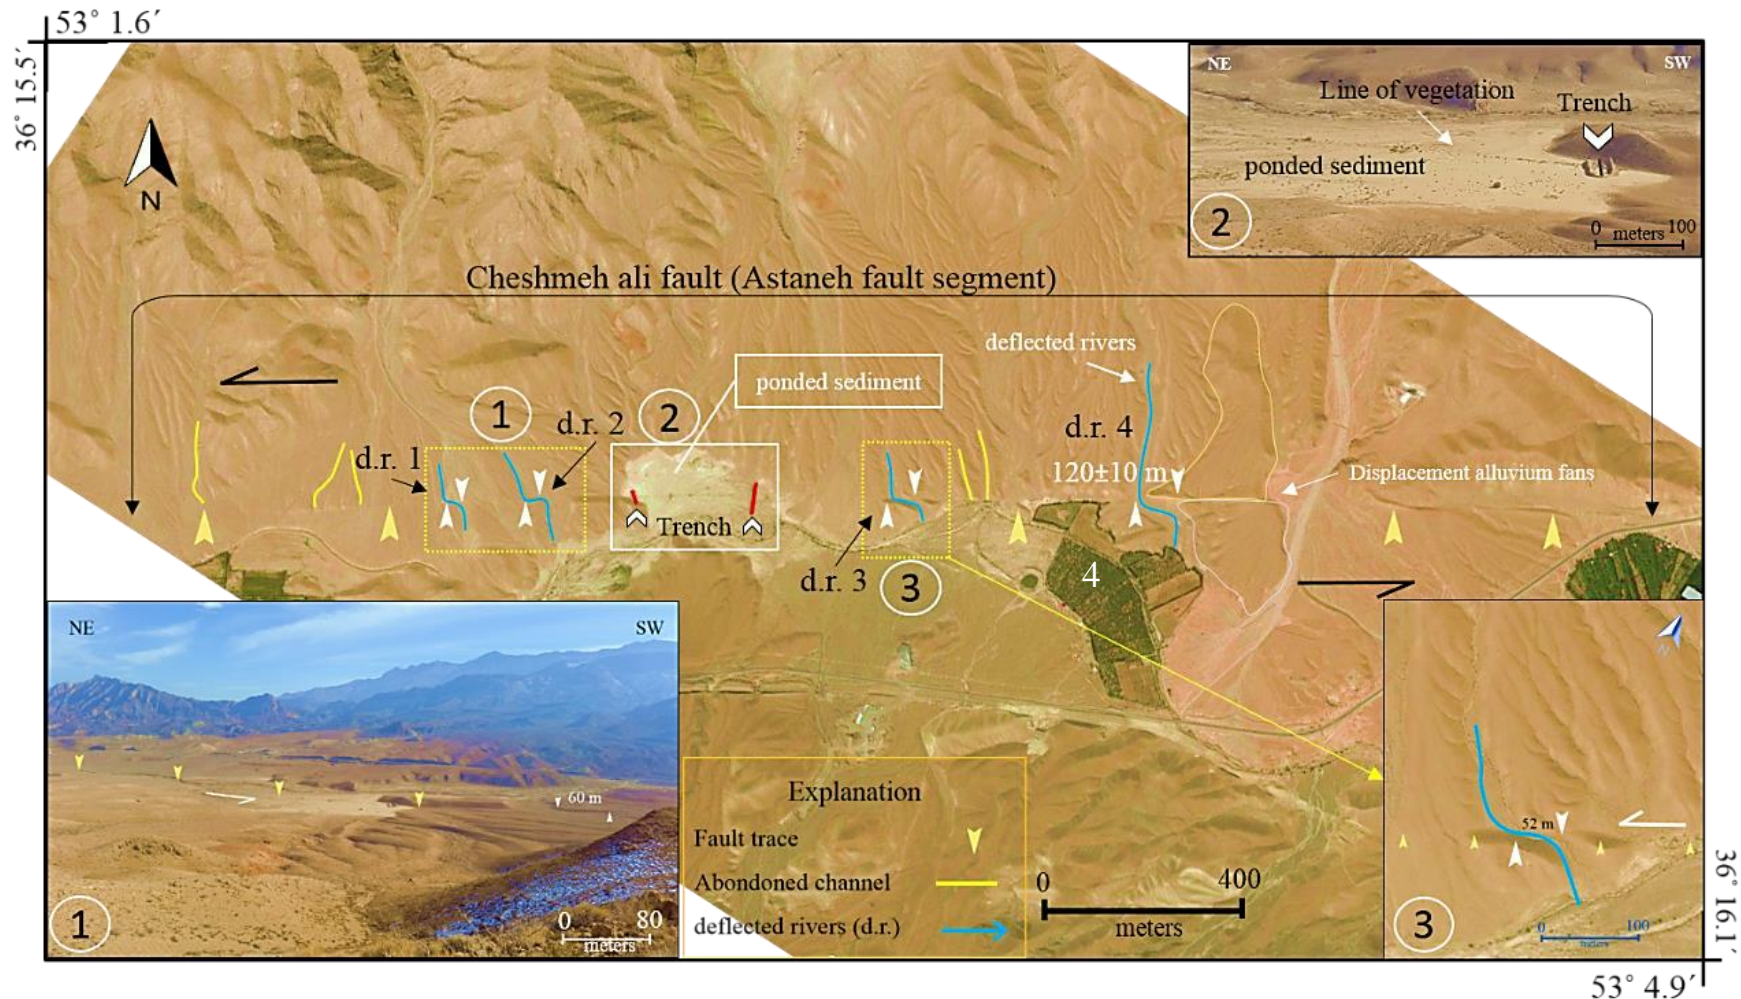 53° 1.6′
36° 15.5′
N
NE
SW
Line of vegetation
Trench
ponded sediment
2
0 meters 100
Cheshmeh ali fault (Astaneh fault segment)
deflected rivers
ponded sediment
1
2
d.r. 2
d.r. 1
d.r. 4
120±10 m
Displacement alluvium fans
Trench
d.r. 3
3
4
NE
SW
60 m
1
0 80
meters
Explanation
Fault trace
Abondoned channel
deflected rivers (d.r.)
0 400
meters
N
52 m
3
0 100
meters
36° 16.1′
53° 4.9′